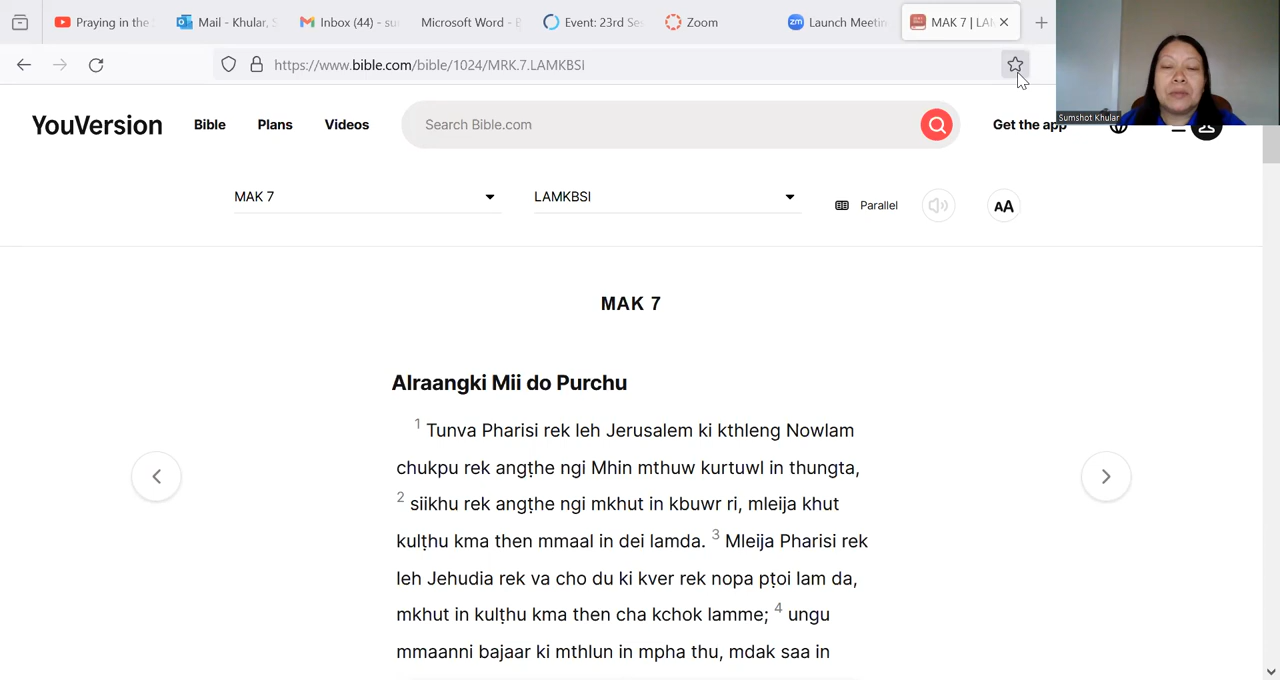 Praying in the
Mail - Khular, S
Inbox (44) - su
Microsoft Word - B
Event: 23rd Se
Zoom
zm Launch Meetin
MAK 7 | LAM
https://www.bible.com/bible/1024/MRK.7.LAMKBSI
Sumshot Khular
YouVersion Bible Plans Videos Search Bible.com Get the app
MAK 7 LAMKBSI Parallel AA
MAK 7
Alraangki Mii do Purchu
1 Tunva Pharisi rek leh Jerusalem ki kthleng Nowlam
chukpu rek angṭhe ngi Mhin mthuw kurtuwl in thungta,
2 siikhu rek angṭhe ngi mkhut in kbuwr ri, mleija khut
kulṭhu kma then mmaal in dei lamda. 3 Mleija Pharisi rek
leh Jehudia rek va cho du ki kver rek nopa pṭoi lam da,
mkhut in kulṭhu kma then cha kchok lamme; 4 ungu
mmaanni bajaar ki mthlun in mpha thu, mdak saa in